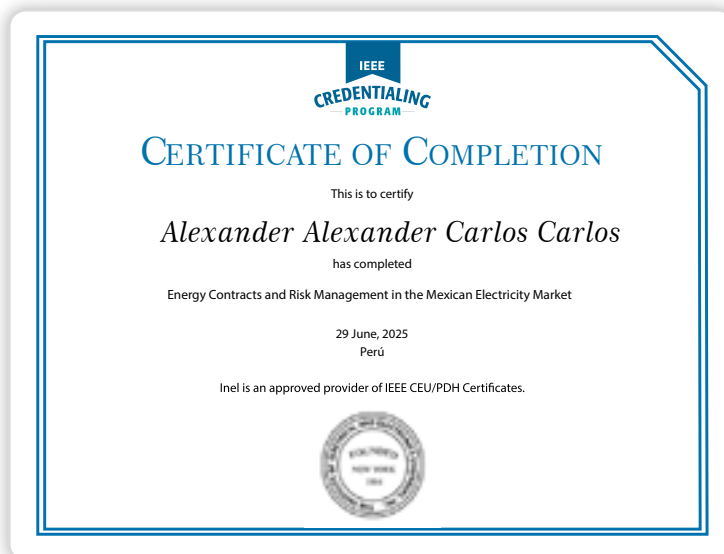 IEEE
CREDENTIALING
PROGRAM
CERTIFICATE OF COMPLETION
This is to certify
Alexander Alexander Carlos Carlos
has completed
Energy Contracts and Risk Management in the Mexican Electricity Market
29 June, 2025
Perú
Inel is an approved provider of IEEE CEU/PDH Certificates.
FOUNDED
NEW YORK